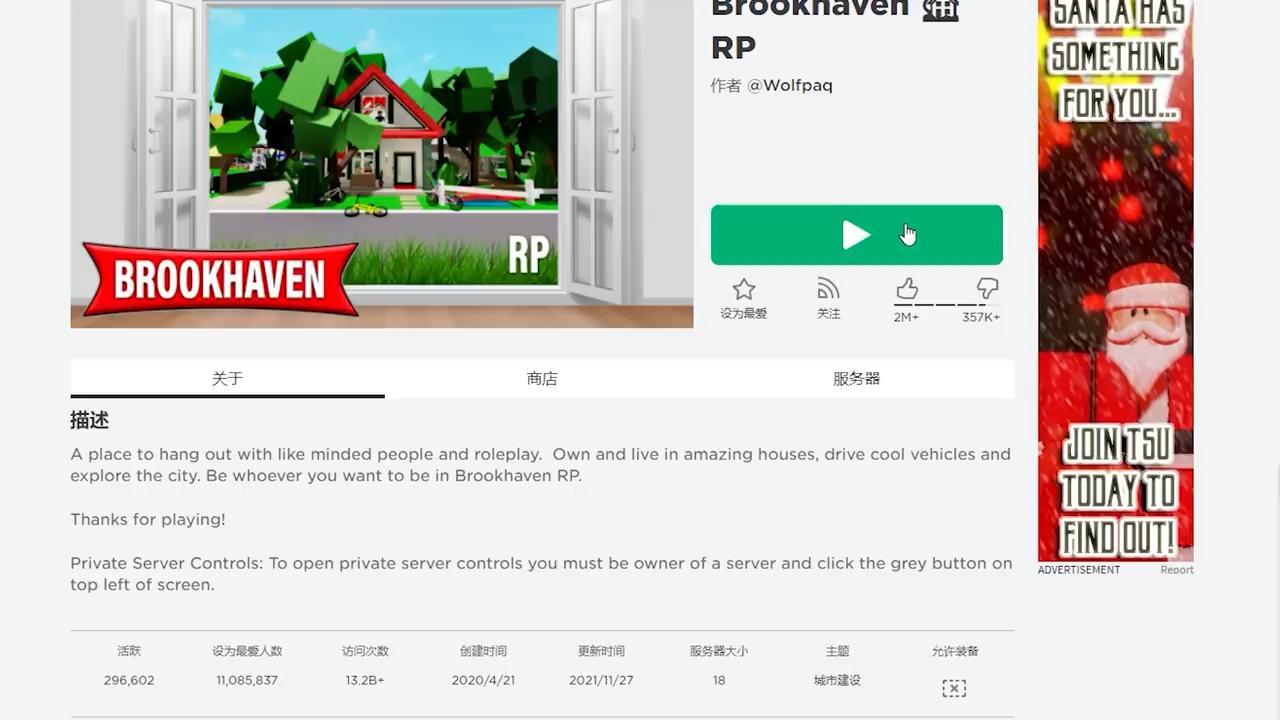 Brookhaven
RP
作者 @Wolfpaq
BROOKHAVEN
RP
设为最爱
关注
2M+
357K+
关于
商店
服务器
描述
A place to hang out with like minded people and roleplay.  Own and live in amazing houses, drive cool vehicles and
explore the city. Be whoever you want to be in Brookhaven RP.
Thanks for playing!
Private Server Controls: To open private server controls you must be owner of a server and click the grey button on
top left of screen.
活跃
设为最爱人数
访问次数
创建时间
更新时间
服务器大小
主题
允许装备
296,602
11,085,837
13.2B+
2020/4/21
2021/11/27
18
城市建设
SANTA HAS
SOMETHING
FOR YOU...
JOIN TSU
TODAY TO
FIND OUT!
ADVERTISEMENT
Report